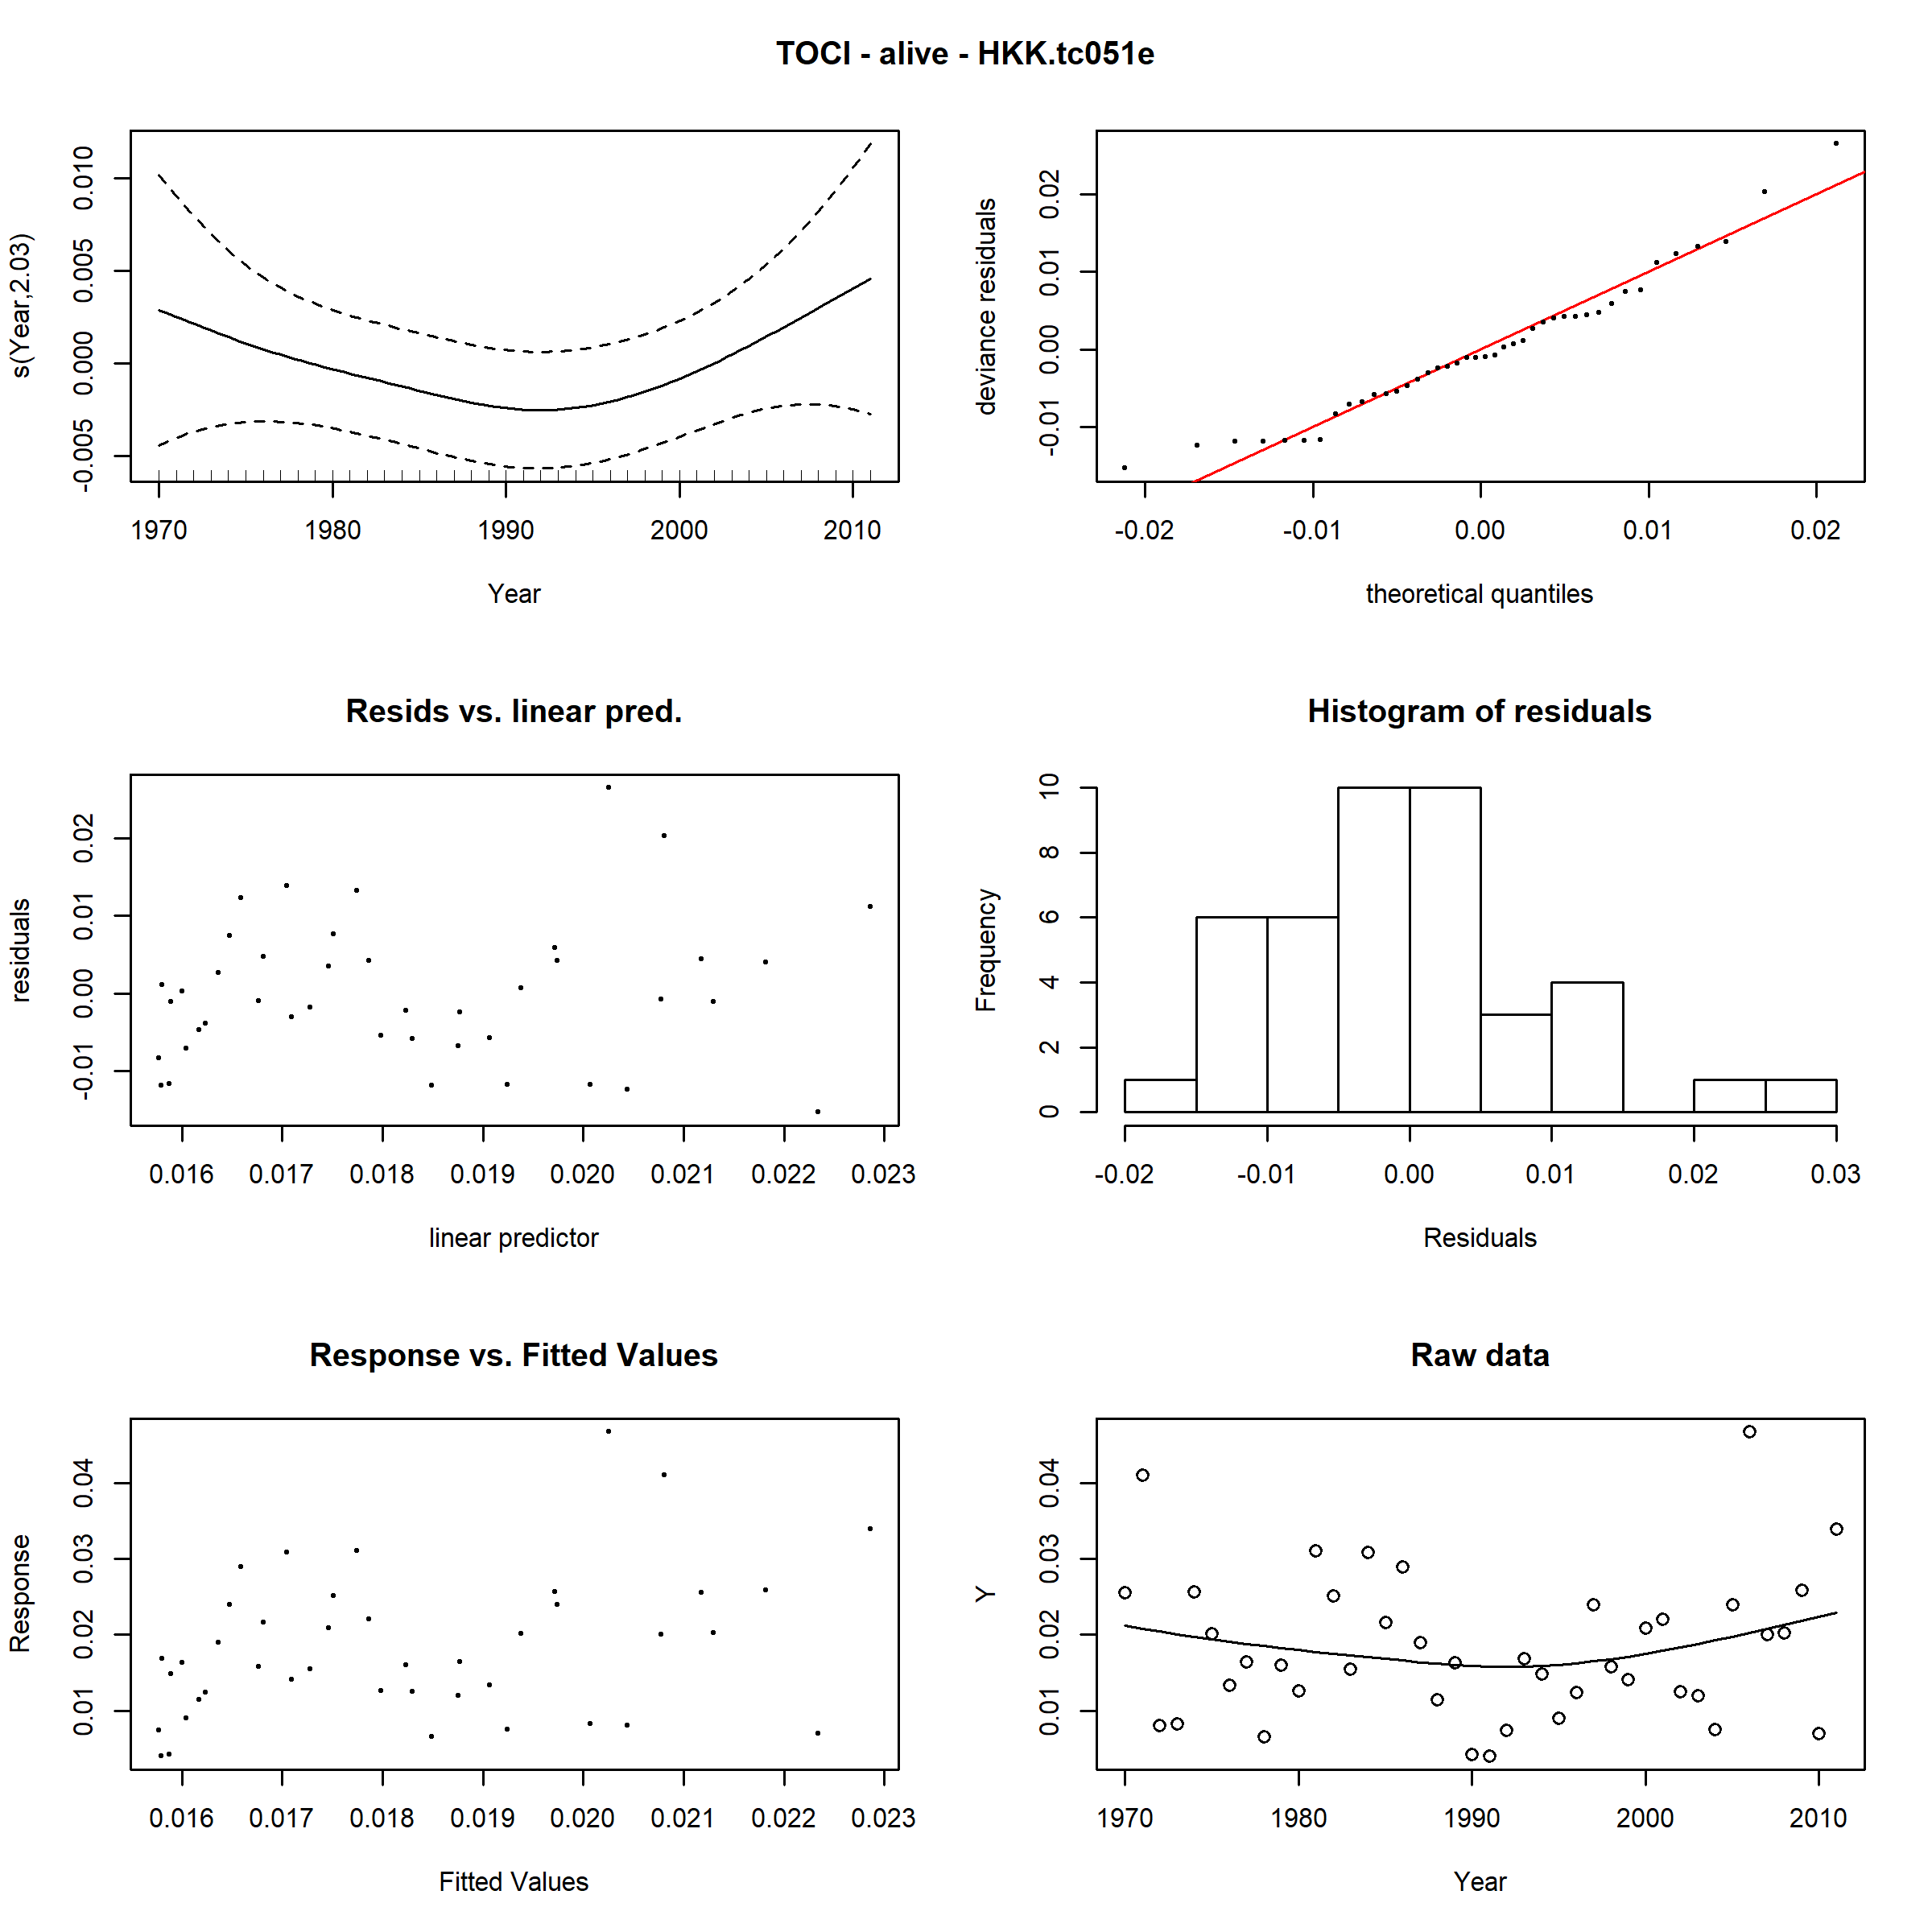 TOCI - alive - HKK.tc051e
s(Year,2.03)
-0.005 0.000 0.005 0.010
1970 1980 1990 2000 2010
Year
deviance residuals
-0.01 0.00 0.01 0.02
-0.02 -0.01 0.00 0.01 0.02
theoretical quantiles
Resids vs. linear pred.
residuals
-0.01 0.00 0.01 0.02
0.016 0.017 0.018 0.019 0.020 0.021 0.022 0.023
linear predictor
Histogram of residuals
Frequency
0 2 4 6 8 10
-0.02 -0.01 0.00 0.01 0.02 0.03
Residuals
Response vs. Fitted Values
Response
0.01 0.02 0.03 0.04
0.016 0.017 0.018 0.019 0.020 0.021 0.022 0.023
Fitted Values
Raw data
Y
0.01 0.02 0.03 0.04
1970 1980 1990 2000 2010
Year